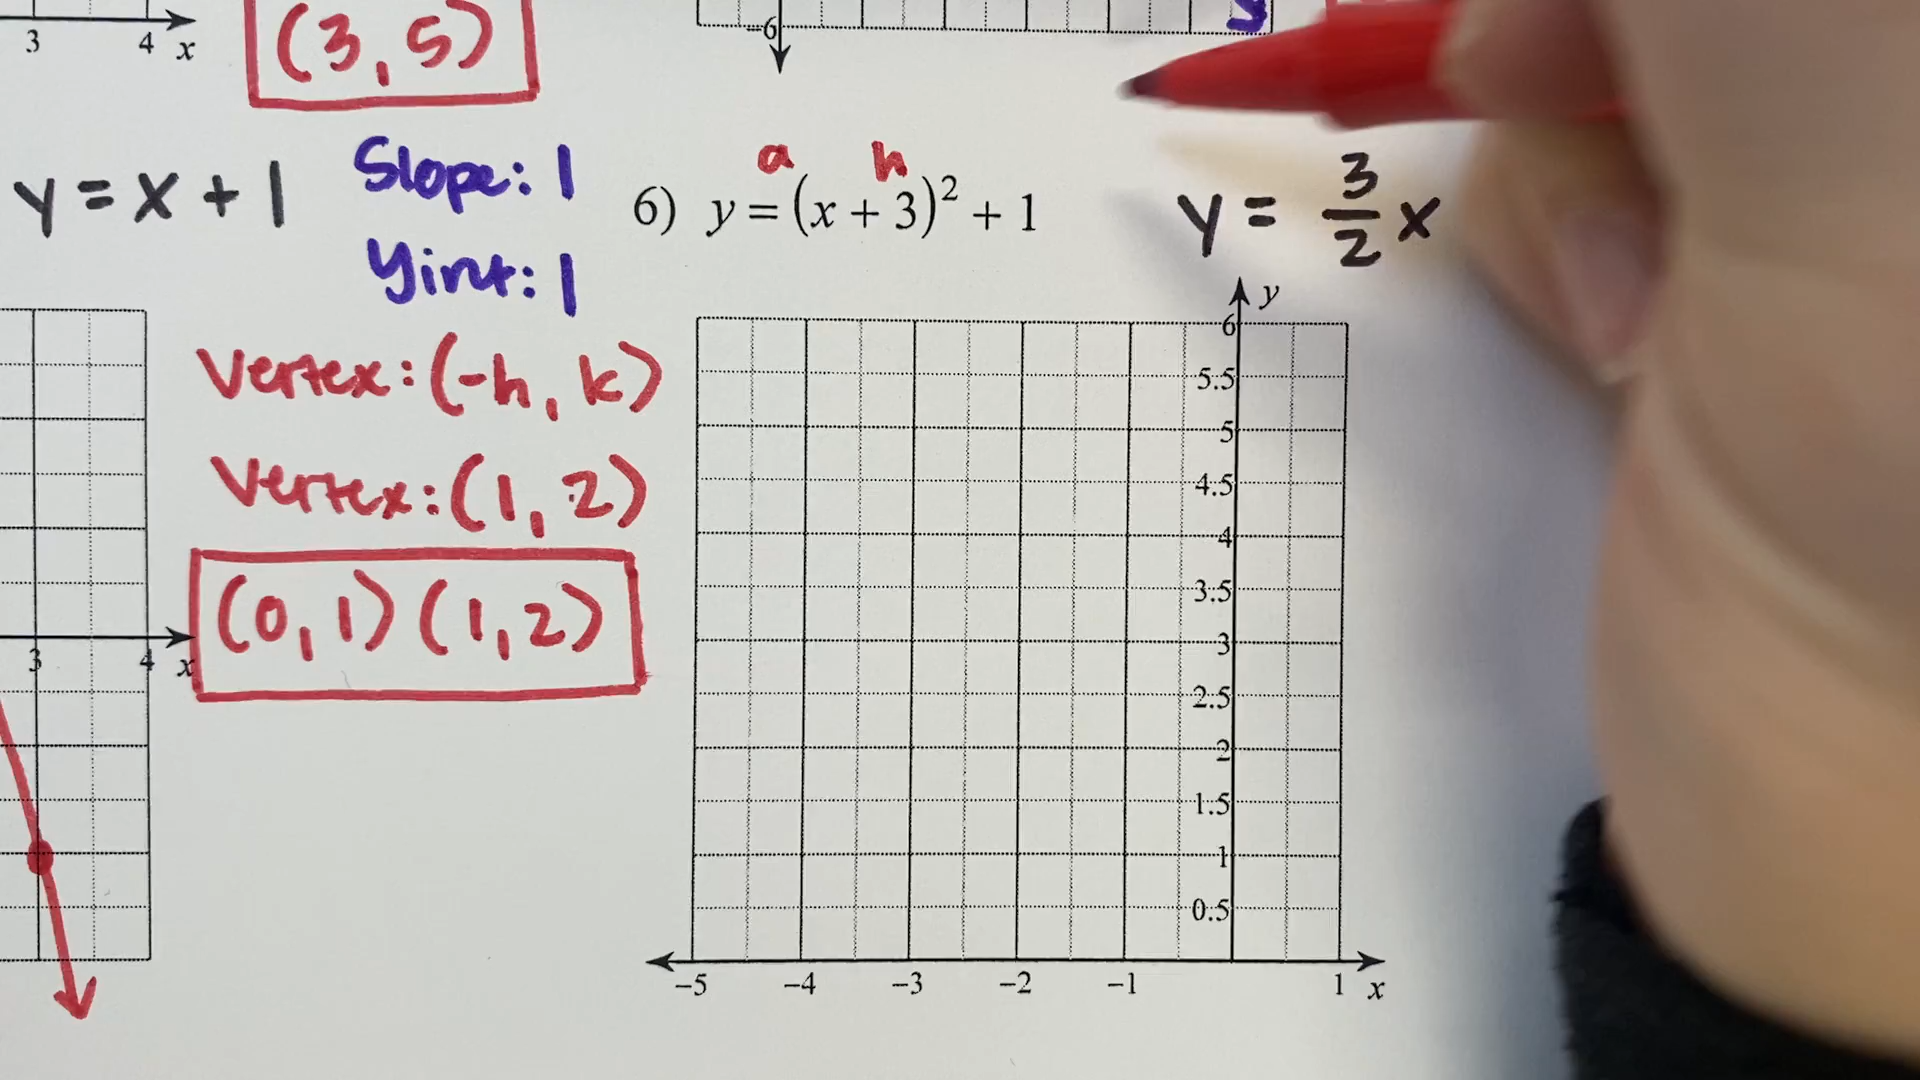 3 4 x
(3, 5)
-6
5
y = x + 1
Slope: 1
Yint: 1
Vertex: (-h, k)
Vertex: (1, 2)
(0, 1) (1, 2)
3 4 x
a h
6) y = (x + 3)² + 1
y = 3/2 x
y
6
5.5
5
4.5
4
3.5
3
2.5
2
1.5
1
0.5
-5 -4 -3 -2 -1 1 x